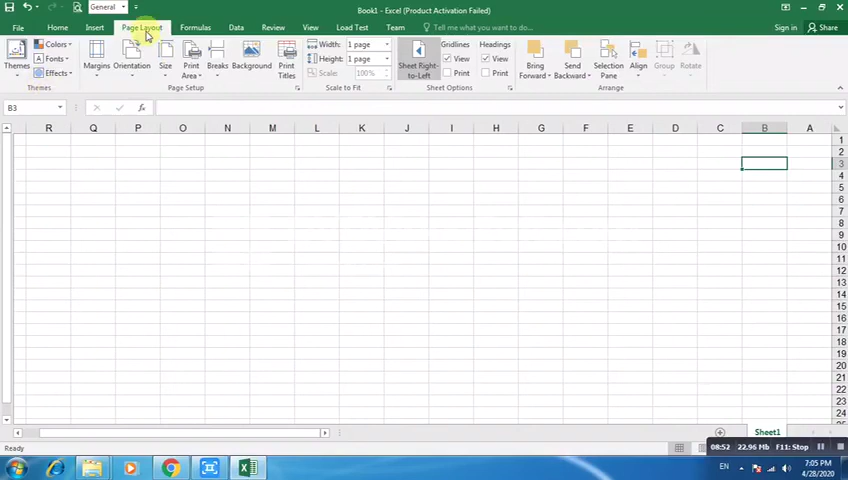 General
Book1 - Excel (Product Activation Failed)
File Home Insert Page Layout Formulas Data Review View Load Test Team Tell me what you want to do... Sign in Share
Themes Colors Fonts Effects
Margins Orientation Size Print Area Breaks Background Print Titles
Width: 1 page
Height: 1 page
Scale: 100%
Sheet Right-to-Left
Gridlines View Print
Headings View Print
Bring Forward Send Backward Selection Pane Align Group Rotate
Themes Page Setup Scale to Fit Sheet Options Arrange
B3 fx
R Q P O N M L K J I H G F E D C B A
1
2
3
4
5
6
7
8
9
10
11
12
13
14
15
16
17
18
19
20
21
22
23
24
Sheet1
Ready
08:52 22.96 Mb F11: Stop
EN 7:05 PM
4/28/2020